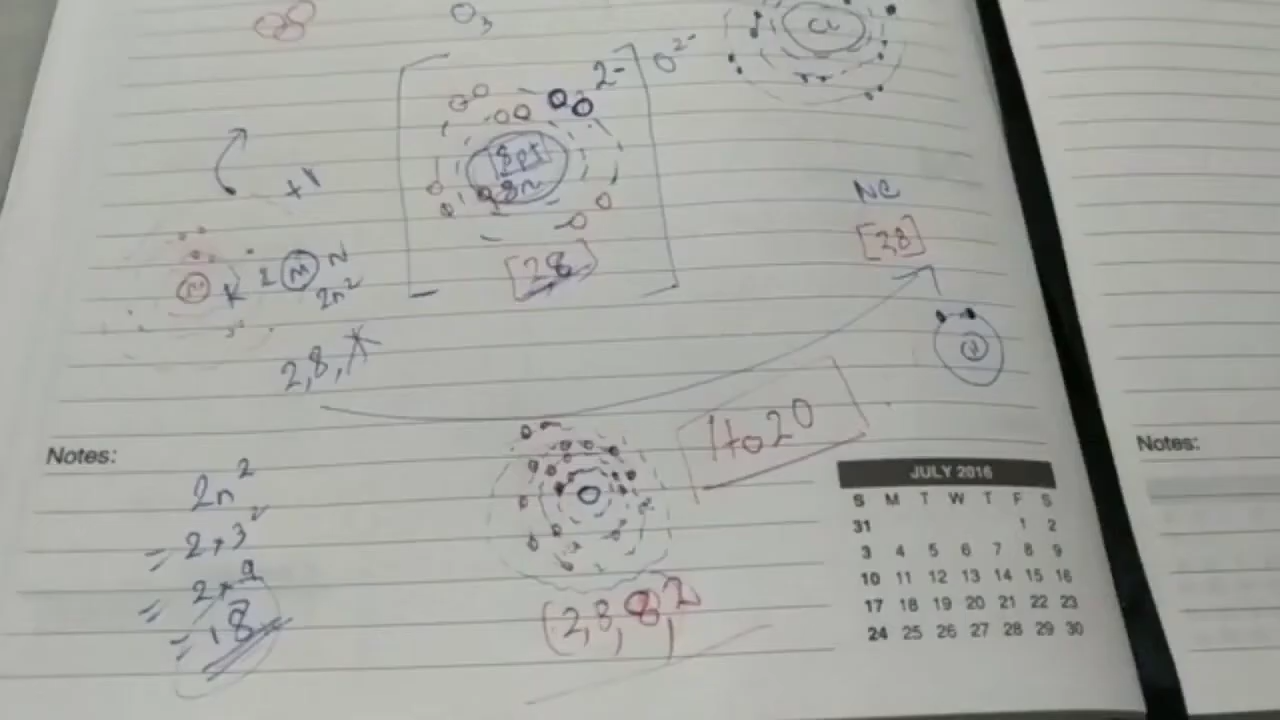 O₃
2-
O²⁻
Cl
8n
Ne
[2,8]
+1
[2,8]
K
M
N
2n²
2,8,
1to20
Notes:
2n²
= 2×3²
= 2×9
= 18
(2,8,8,2
JULY 2016
S M T W T F S
31 1 2
3 4 5 6 7 8 9
10 11 12 13 14 15 16
17 18 19 20 21 22 23
24 25 26 27 28 29 30
Notes: